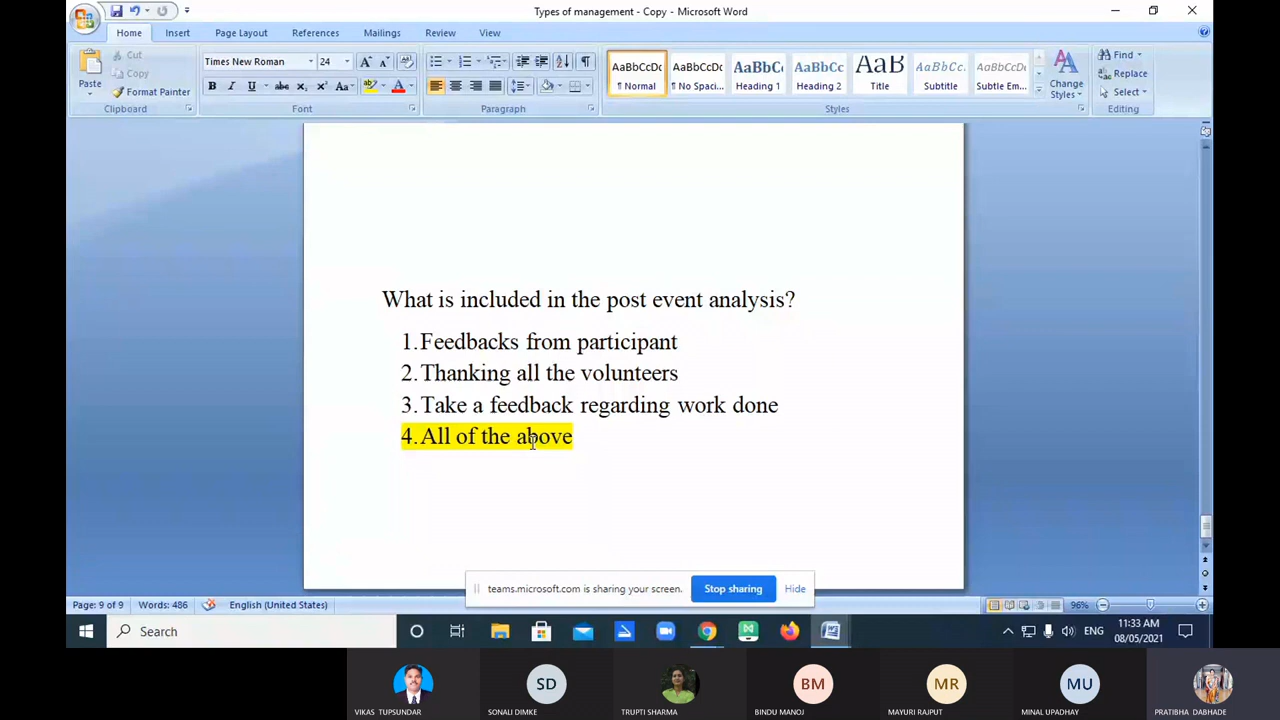 Types of management - Copy - Microsoft Word
Home Insert Page Layout References Mailings Review View
Paste
Cut
Copy
Format Painter
Clipboard
Times New Roman 24
B I U abc x₂ x² Aa A
Font
Paragraph
AaBbCcDc AaBbCcDc AaBbC AaBbCc AaB AaBbCc. AaBbCcDc
¶ Normal ¶ No Spaci... Heading 1 Heading 2 Title Subtitle Subtle Em...
Change Styles
Styles
Find
Replace
Select
Editing
What is included in the post event analysis?
1. Feedbacks from participant
2. Thanking all the volunteers
3. Take a feedback regarding work done
4. All of the above
teams.microsoft.com is sharing your screen. Stop sharing Hide
Page: 9 of 9 Words: 486 English (United States) 96%
Search
ENG
11:33 AM
08/05/2021
SD BM MR MU
VIKAS TUPSUNDAR SONALI DIMKE TRUPTI SHARMA BINDU MANOJ MAYURI RAJPUT MINAL UPADHAY PRATIBHA DABHADE